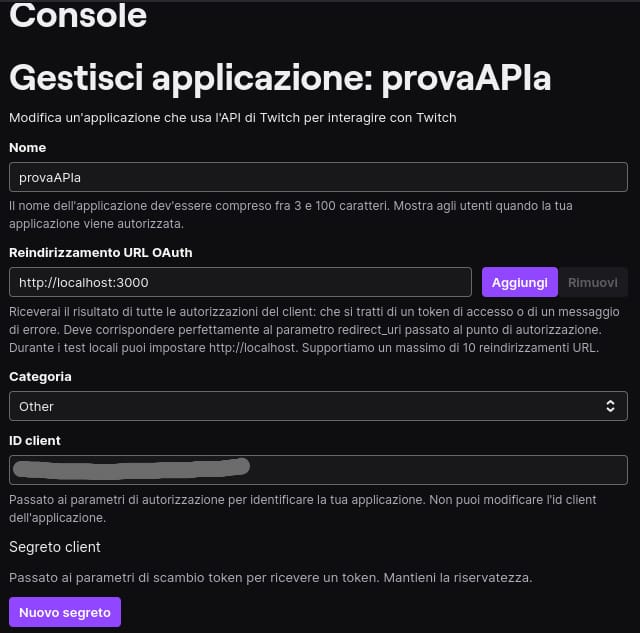 Console
Gestisci applicazione: provaAPIa
Modifica un'applicazione che usa l'API di Twitch per interagire con Twitch
Nome
provaAPIa
Il nome dell'applicazione dev'essere compreso fra 3 e 100 caratteri. Mostra agli utenti quando la tua
applicazione viene autorizzata.
Reindirizzamento URL OAuth
http://localhost:3000
Aggiungi
Rimuovi
Riceverai il risultato di tutte le autorizzazioni del client: che si tratti di un token di accesso o di un messaggio
di errore. Deve corrispondere perfettamente al parametro redirect_uri passato al punto di autorizzazione.
Durante i test locali puoi impostare http://localhost. Supportiamo un massimo di 10 reindirizzamenti URL.
Categoria
Other
ID client
Passato ai parametri di autorizzazione per identificare la tua applicazione. Non puoi modificare l'id client
dell'applicazione.
Segreto client
Passato ai parametri di scambio token per ricevere un token. Mantieni la riservatezza.
Nuovo segreto